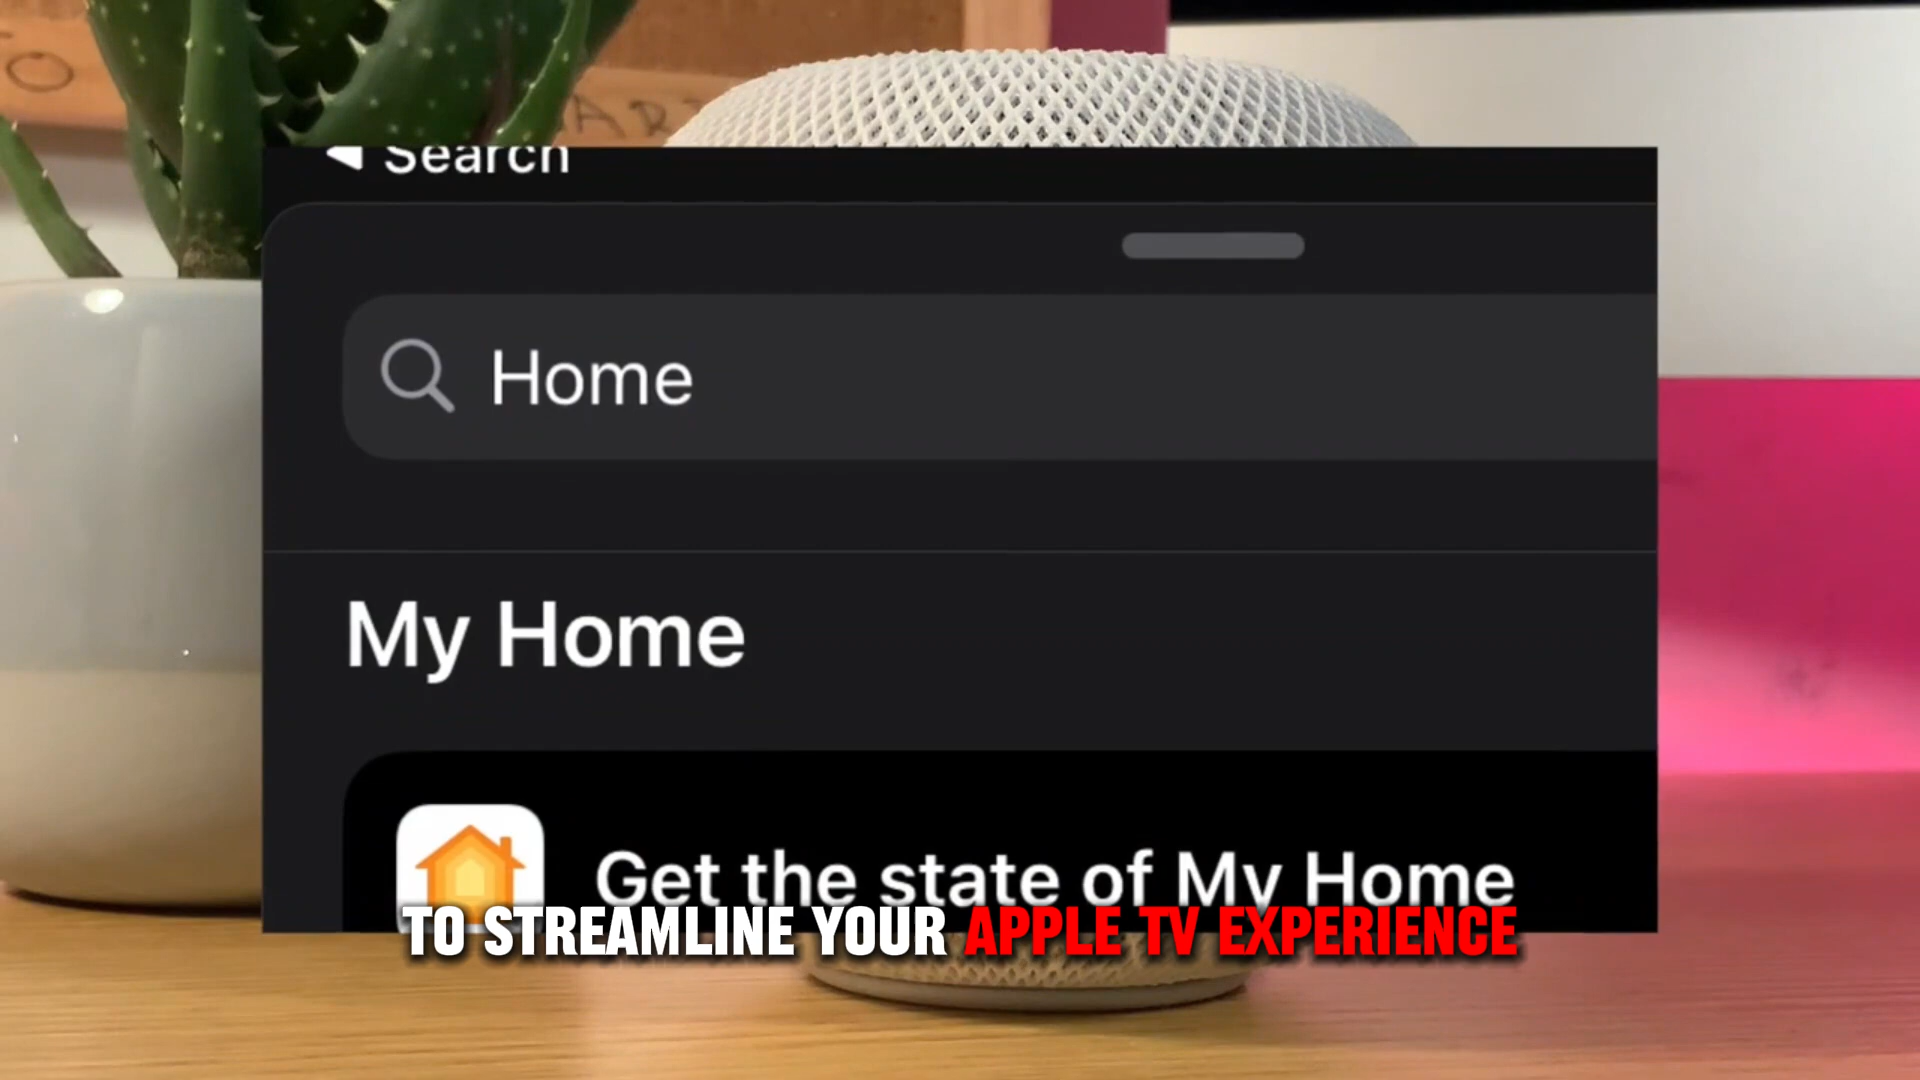 Search
Home
My Home
Get the state of My Home
TO STREAMLINE YOUR APPLE TV EXPERIENCE